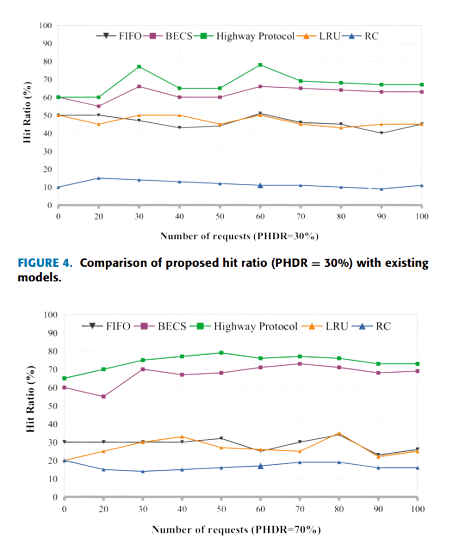 100
FIFO BECS Highway Protocol LRU RC
90
80
70
60
50
40
30
20
10
0
Hit Ratio (%)
0 20 30 40 50 60 70 80 90 100
Number of requests (PHDR=30%)
FIGURE 4. Comparison of proposed hit ratio (PHDR = 30%) with existing
models.
100
FIFO BECS Highway Protocol LRU RC
90
80
70
60
50
40
30
20
10
0
Hit Ratio (%)
0 20 30 40 50 60 70 80 90 100
Number of requests (PHDR=70%)